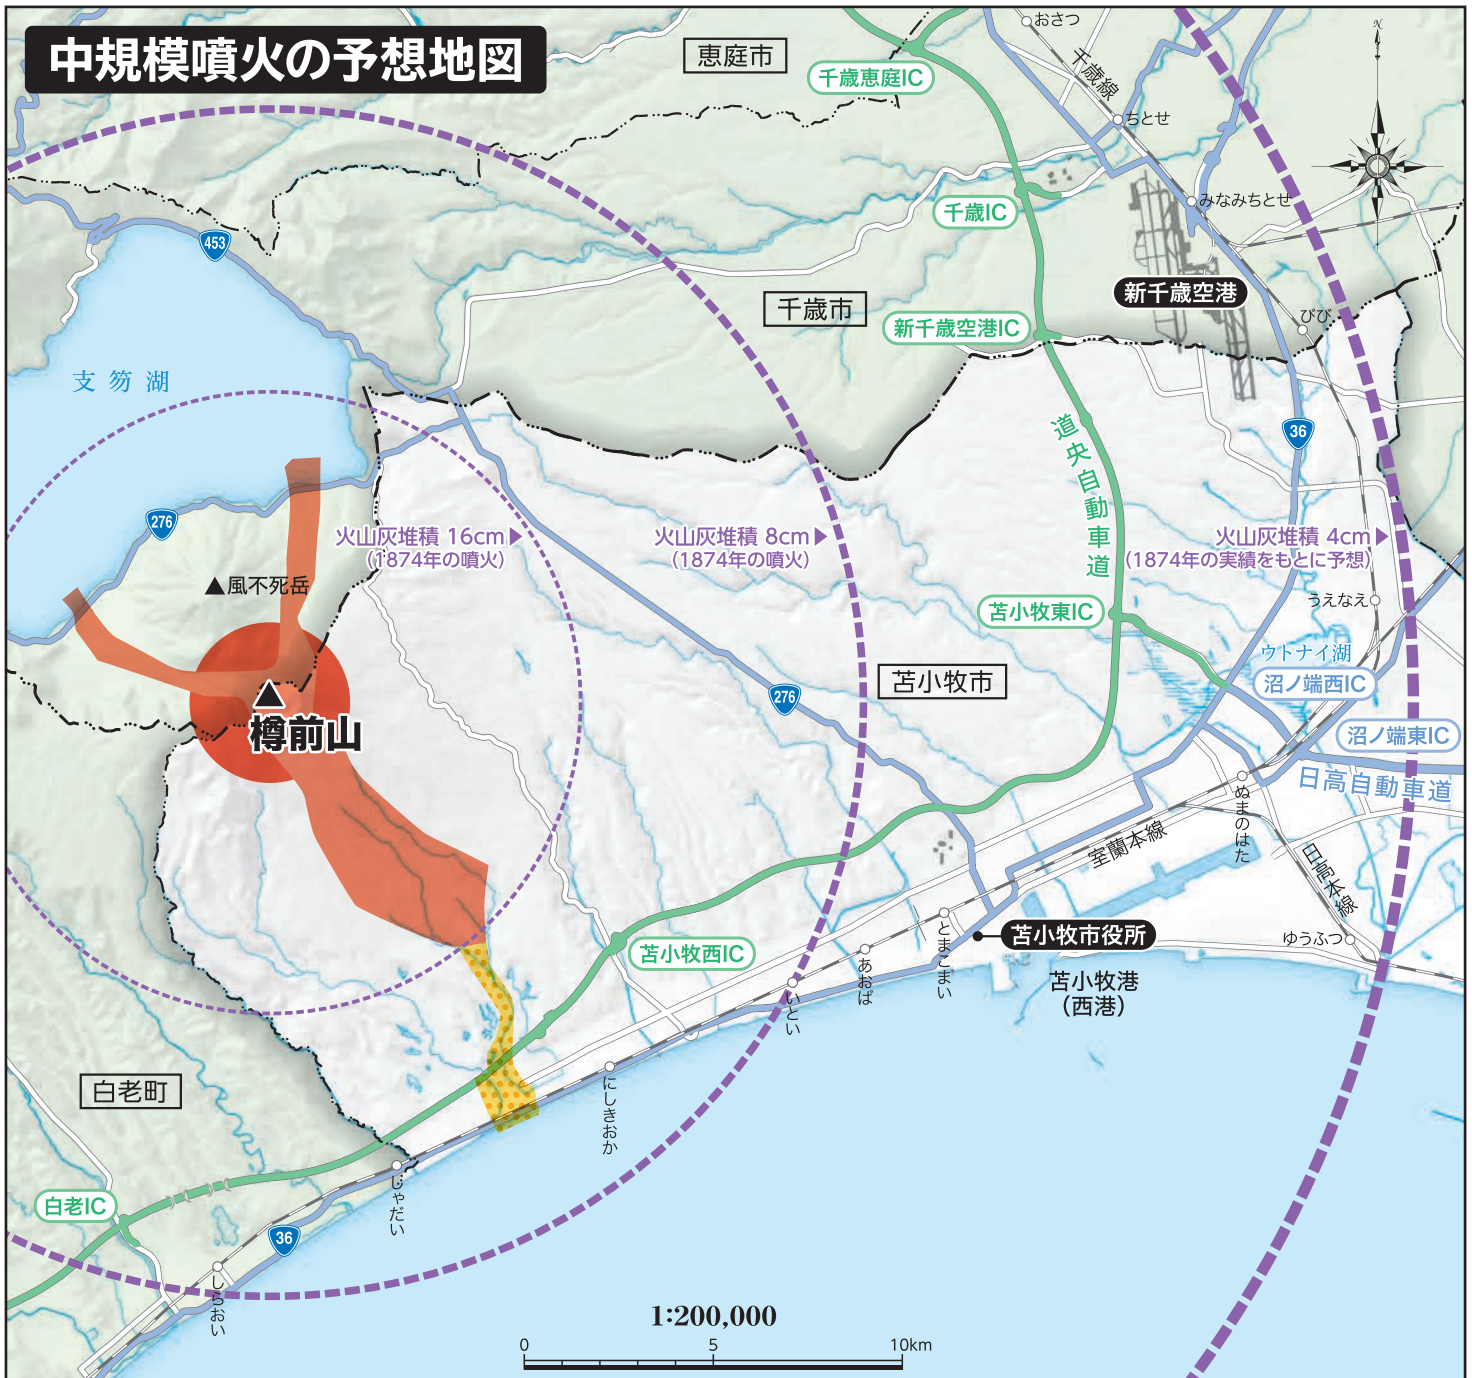 中規模噴火の予想地図
恵庭市
千歳恵庭IC
おさつ
千歳線
ちとせ
N
千歳IC
みなみちとせ
453
新千歳空港
千歳市
新千歳空港IC
びび
支笏湖
道央自動車道
36
276
火山灰堆積 16cm
(1874年の噴火)
火山灰堆積 8cm
(1874年の噴火)
火山灰堆積 4cm
(1874年の実績をもとに予想)
風不死岳
うえなえ
苫小牧東IC
ウトナイ湖
苫小牧市
276
沼ノ端西IC
樽前山
沼ノ端東IC
日高自動車道
ぬまのはた
室蘭本線
日高本線
苫小牧西IC
とまこまい
苫小牧市役所
ゆうふつ
あおば
苫小牧港
(西港)
いとい
白老町
にしきおか
しゃだい
白老IC
36
しらおい
1:200,000
0 5 10km